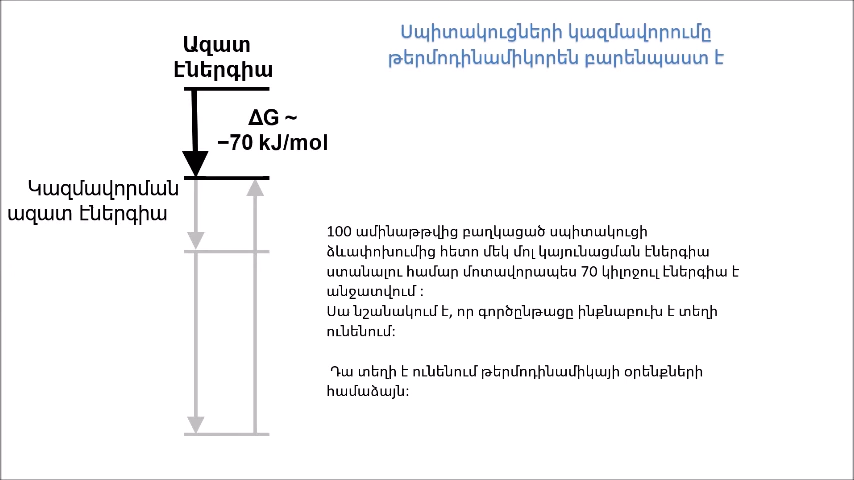 Սպիտակուցների կազմավորումը
թերմոդինամիկորեն բարենպաստ է
Ազատ
էներգիա
ΔG ~
−70 kJ/mol
Կազմավորման
ազատ էներգիա
100 ամինաթթվից բաղկացած սպիտակուցի
ձևափոխումից հետո մեկ մոլ կայունացման էներգիա
ստանալու համար մոտավորապես 70 կիլոջուլ էներգիա է
անջատվում :
Սա նշանակում է, որ գործընթացը ինքնաբուխ է տեղի
ունենում:
Դա տեղի է ունենում թերմոդինամիկայի օրենքների
համաձայն: